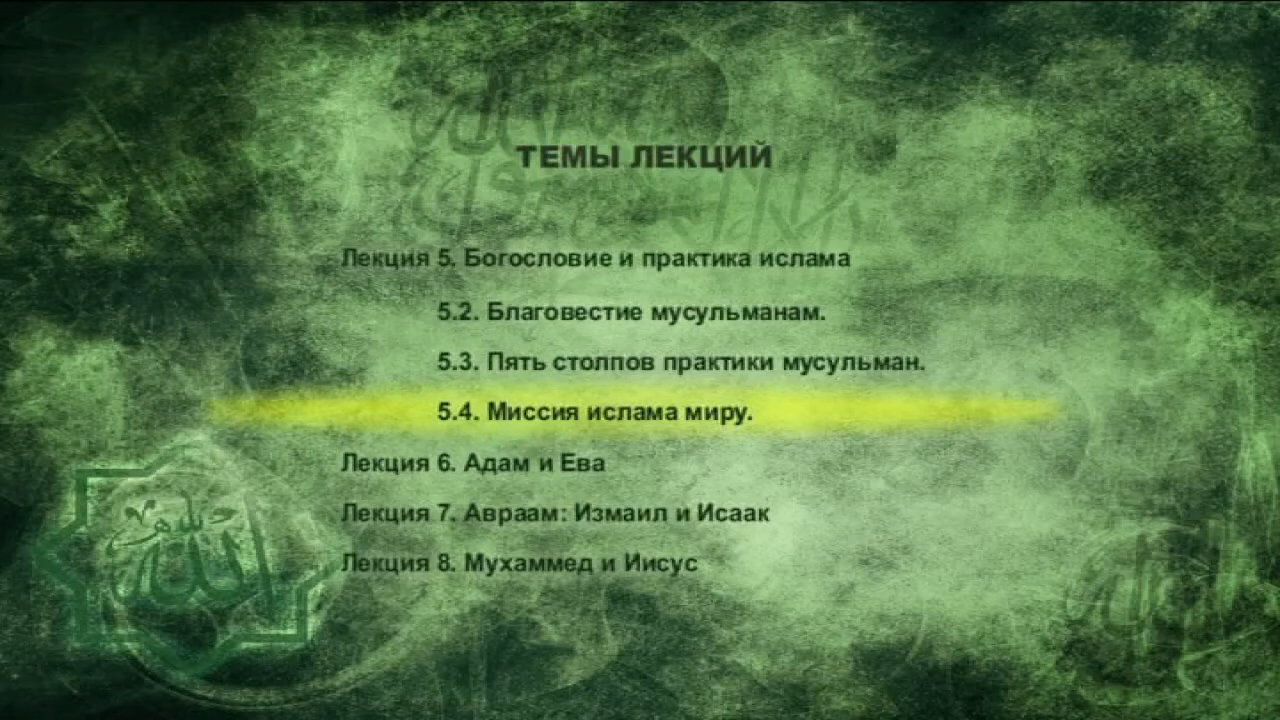 ТЕМЫ ЛЕКЦИЙ
Лекция 5. Богословие и практика ислама
5.2. Благовестие мусульманам.
5.3. Пять столпов практики мусульман.
5.4. Миссия ислама миру.
Лекция 6. Адам и Ева
Лекция 7. Авраам: Измаил и Исаак
Лекция 8. Мухаммед и Иисус
الله